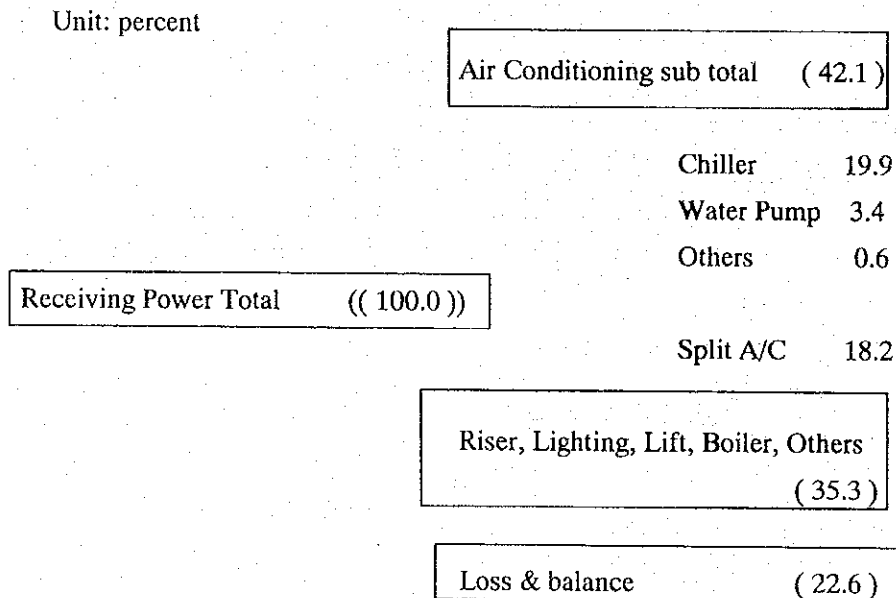 Unit: percent
Air Conditioning sub total ( 42.1 )
Chiller 19.9
Water Pump 3.4
Others 0.6
Receiving Power Total (( 100.0 ))
Split A/C 18.2
Riser, Lighting, Lift, Boiler, Others
( 35.3 )
Loss & balance ( 22.6 )